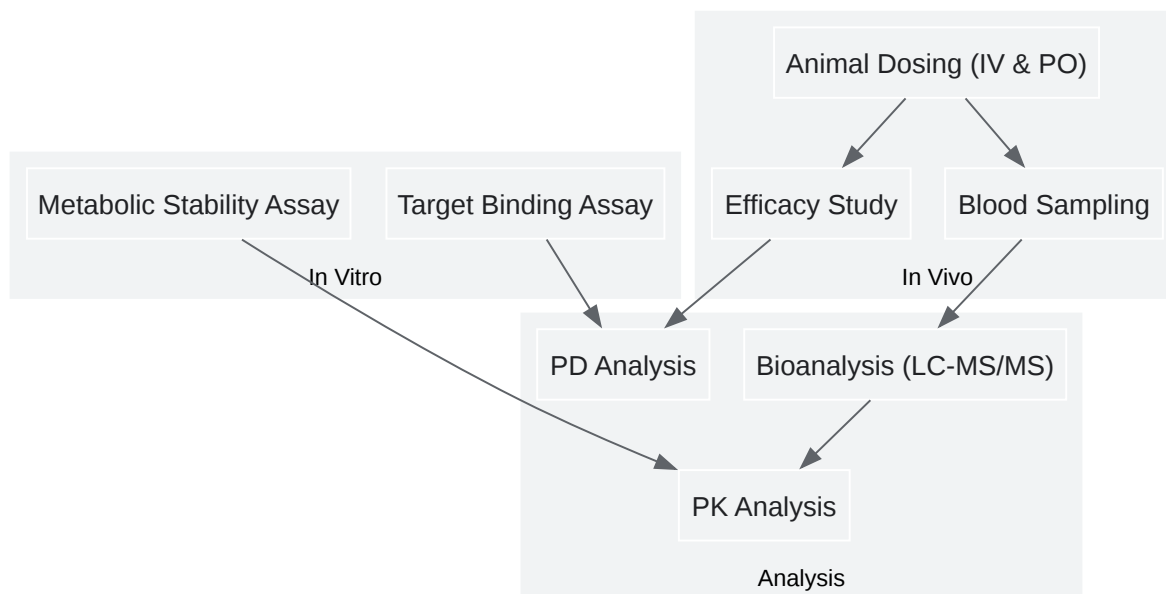 Animal Dosing (IV & PO)
Metabolic Stability Assay
Target Binding Assay
Efficacy Study
Blood Sampling
In Vitro
In Vivo
PD Analysis
Bioanalysis (LC-MS/MS)
PK Analysis
Analysis